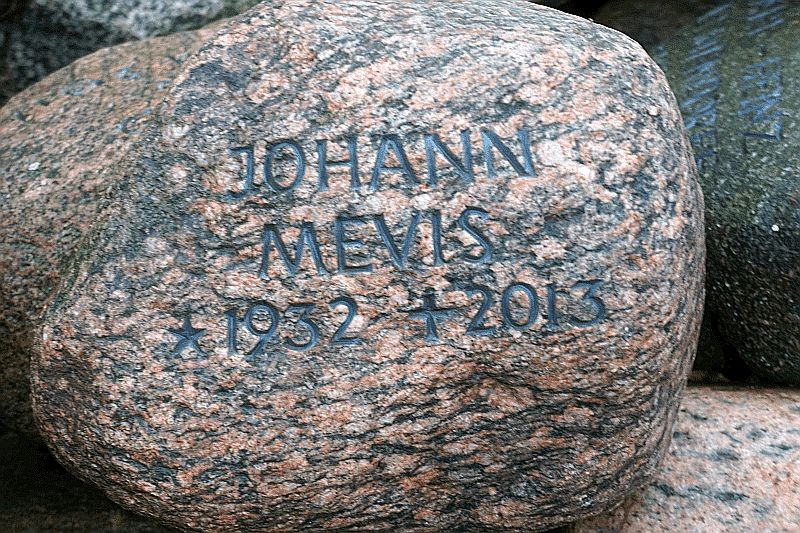 JOHANN
MEVIS
* 1932 † 2013